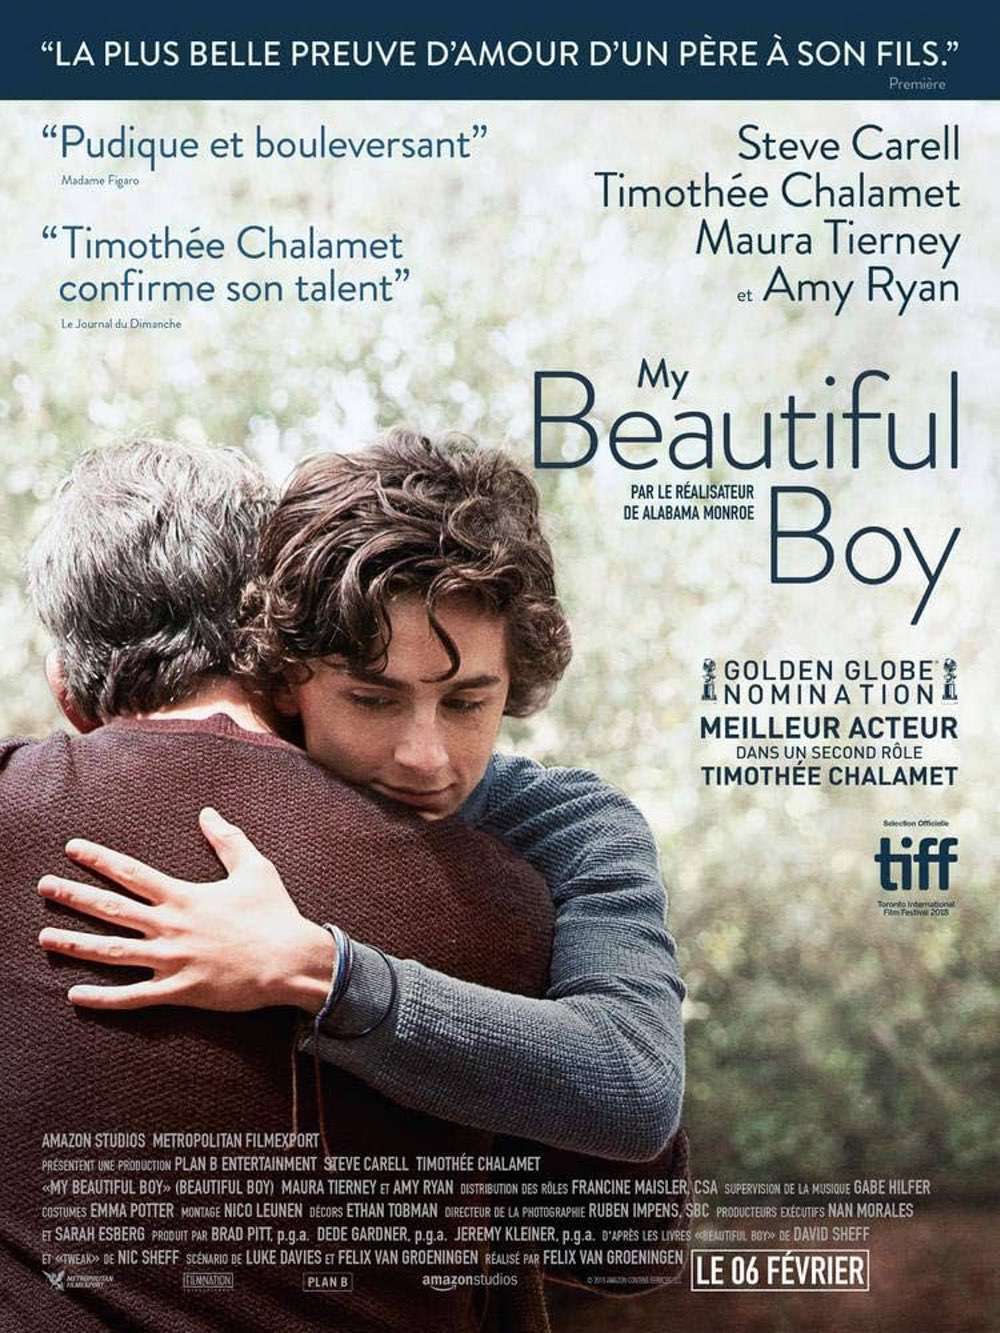 “LA PLUS BELLE PREUVE D’AMOUR D’UN PÈRE À SON FILS.”
Première
“Pudique et bouleversant”
Madame Figaro
“Timothée Chalamet
confirme son talent”
Le Journal du Dimanche
Steve Carell
Timothée Chalamet
Maura Tierney
et Amy Ryan
My
Beautiful
PAR LE RÉALISATEUR
DE ALABAMA MONROE
Boy
GOLDEN GLOBE®
NOMINATION
MEILLEUR ACTEUR
DANS UN SECOND RÔLE
TIMOTHÉE CHALAMET
Selection Officielle
tiff
Toronto International
Film Festival 2018
AMAZON STUDIOS METROPOLITAN FILMEXPORT
PRÉSENTENT UNE PRODUCTION PLAN B ENTERTAINMENT STEVE CARELL TIMOTHÉE CHALAMET
«MY BEAUTIFUL BOY» (BEAUTIFUL BOY) MAURA TIERNEY ET AMY RYAN DISTRIBUTION DES RÔLES FRANCINE MAISLER, CSA SUPERVISION DE LA MUSIQUE GABE HILFER
COSTUMES EMMA POTTER MONTAGE NICO LEUNEN DÉCORS ETHAN TOBMAN DIRECTEUR DE LA PHOTOGRAPHIE RUBEN IMPENS, SBC PRODUCTEURS EXÉCUTIFS NAN MORALES
ET SARAH ESBERG PRODUIT PAR BRAD PITT, p.g.a. DEDE GARDNER, p.g.a. JEREMY KLEINER, p.g.a. D’APRÈS LES LIVRES «BEAUTIFUL BOY» DE DAVID SHEFF
ET «TWEAK» DE NIC SHEFF SCÉNARIO DE LUKE DAVIES ET FELIX VAN GROENINGEN RÉALISÉ PAR FELIX VAN GROENINGEN
LE 06 FÉVRIER
METROPOLITAN
FILMEXPORT
FILMNATION
PLAN B
amazonstudios